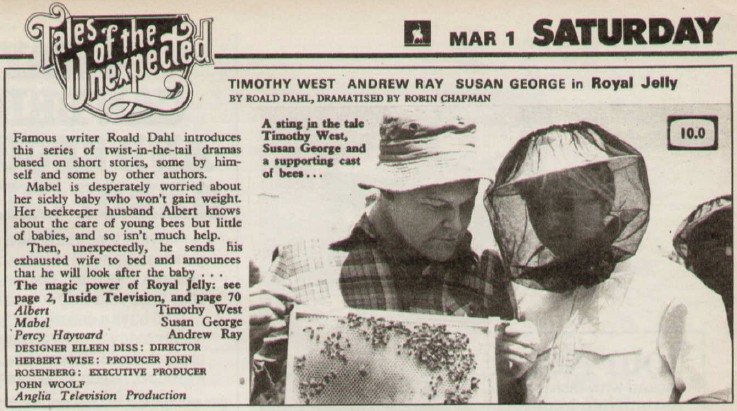 Tales of the
Unexpected
MAR 1 SATURDAY
TIMOTHY WEST ANDREW RAY SUSAN GEORGE in Royal Jelly
BY ROALD DAHL, DRAMATISED BY ROBIN CHAPMAN
Famous writer Roald Dahl introduces
this series of twist-in-the-tail dramas
based on short stories, some by him-
self and some by other authors.
Mabel is desperately worried about
her sickly baby who won't gain weight.
Her beekeeper husband Albert knows
about the care of young bees but little
of babies, and so isn't much help.
Then, unexpectedly, he sends his
exhausted wife to bed and announces
that he will look after the baby . . .
The magic power of Royal Jelly: see
page 2, Inside Television, and page 70
Albert Timothy West
Mabel Susan George
Percy Hayward Andrew Ray
DESIGNER EILEEN DISS: DIRECTOR
HERBERT WISE: PRODUCER JOHN
ROSENBERG: EXECUTIVE PRODUCER
JOHN WOOLF
Anglia Television Production
A sting in the tale
Timothy West,
Susan George and
a supporting cast
of bees . . .
10.0